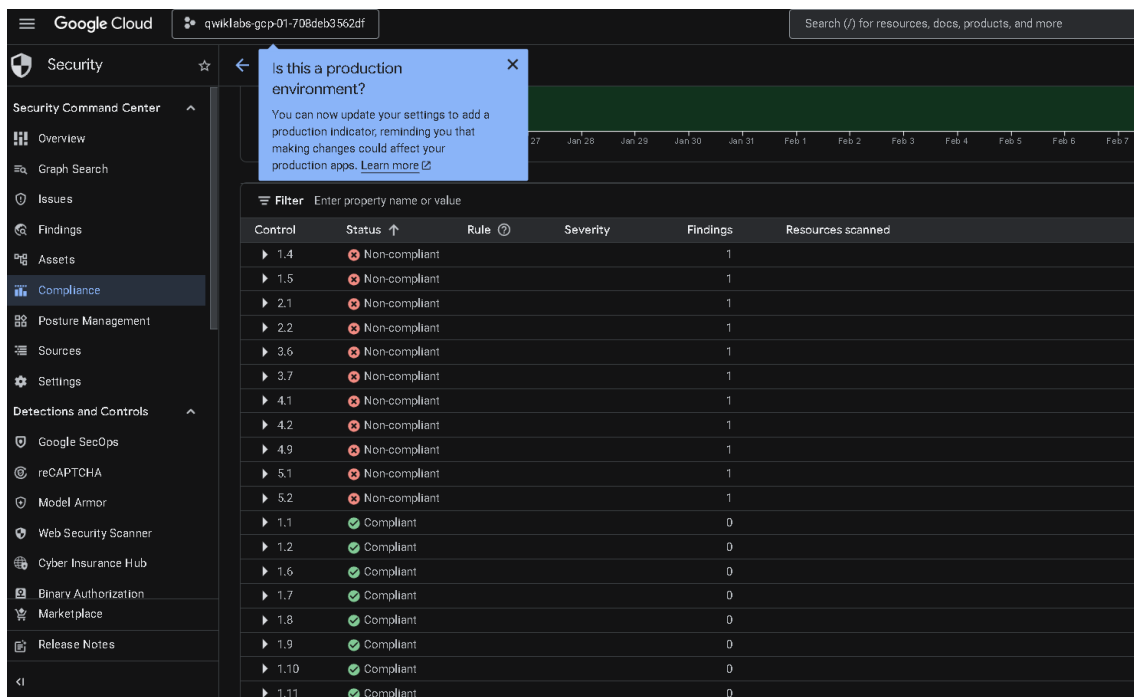 Google Cloud
qwiklabs-gcp-01-708deb3562df
Search (/) for resources, docs, products, and more
Security
Security Command Center
Overview
Graph Search
Issues
Findings
Assets
Compliance
Posture Management
Sources
Settings
Detections and Controls
Google SecOps
reCAPTCHA
Model Armor
Web Security Scanner
Cyber Insurance Hub
Binary Authorization
Marketplace
Release Notes
Is this a production
environment?
You can now update your settings to add a
production indicator, reminding you that
making changes could affect your
production apps. Learn more
27 Jan 28 Jan 29 Jan 30 Jan 31 Feb 1 Feb 2 Feb 3 Feb 4 Feb 5 Feb 6 Feb 7
Filter Enter property name or value
Control Status Rule Severity Findings Resources scanned
1.4 Non-compliant 1
1.5 Non-compliant 1
2.1 Non-compliant 1
2.2 Non-compliant 1
3.6 Non-compliant 1
3.7 Non-compliant 1
4.1 Non-compliant 1
4.2 Non-compliant 1
4.9 Non-compliant 1
5.1 Non-compliant 1
5.2 Non-compliant 1
1.1 Compliant 0
1.2 Compliant 0
1.6 Compliant 0
1.7 Compliant 0
1.8 Compliant 0
1.9 Compliant 0
1.10 Compliant 0
1.11 Compliant 0